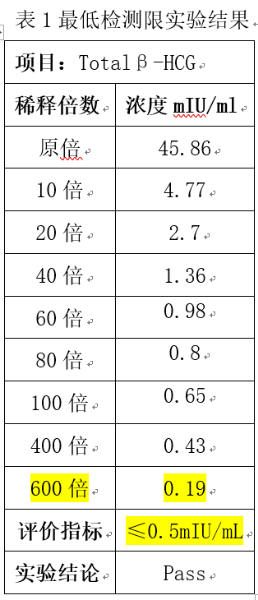 表 1 最低检测限实验结果
项目：Totalβ-HCG
稀释倍数 浓度 mIU/ml
原倍 45.86
10 倍 4.77
20 倍 2.7
40 倍 1.36
60 倍 0.98
80 倍 0.8
100 倍 0.65
400 倍 0.43
600 倍 0.19
评价指标 ≤0.5mIU/mL
实验结论 Pass